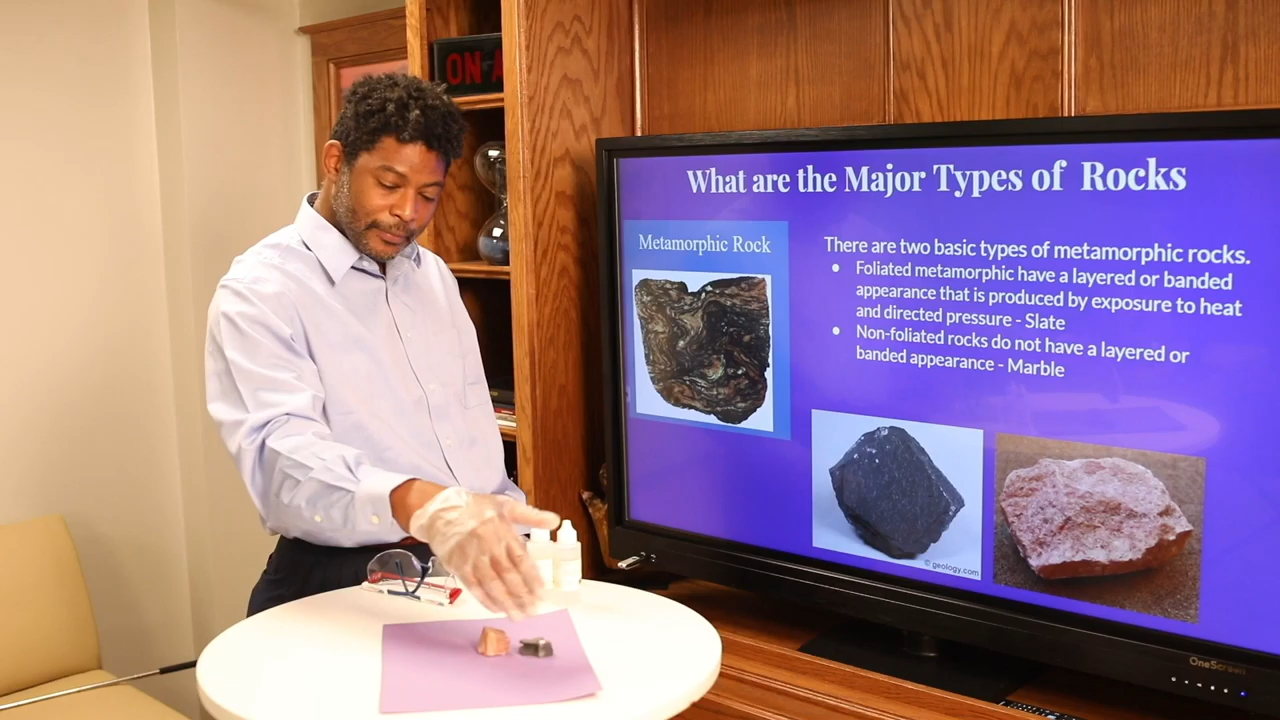 ON A
What are the Major Types of Rocks
Metamorphic Rock
There are two basic types of metamorphic rocks.
• Foliated metamorphic have a layered or banded
appearance that is produced by exposure to heat
and directed pressure - Slate
• Non-foliated rocks do not have a layered or
banded appearance - Marble
© geology.com
OneScreen